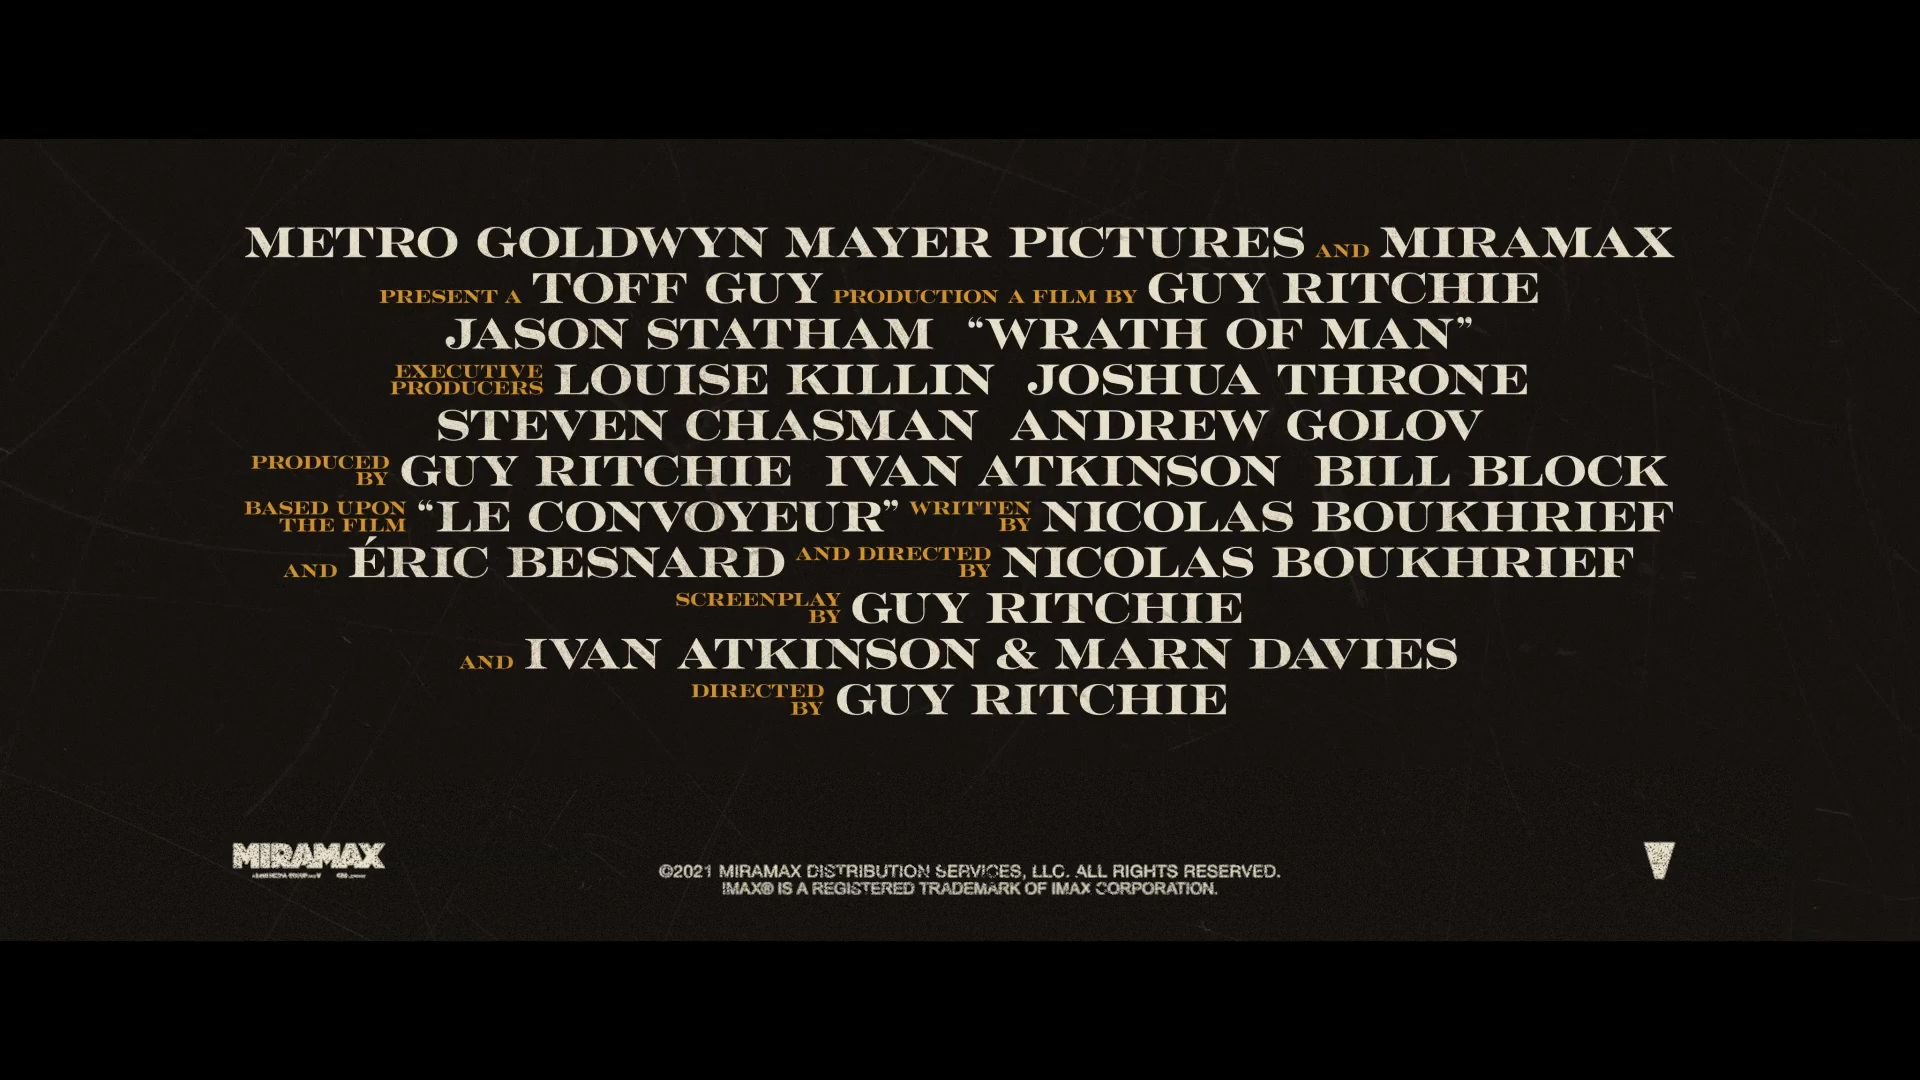 METRO GOLDWYN MAYER PICTURES AND MIRAMAX
PRESENT A TOFF GUY PRODUCTION A FILM BY GUY RITCHIE
JASON STATHAM “WRATH OF MAN”
EXECUTIVE PRODUCERS LOUISE KILLIN JOSHUA THRONE
STEVEN CHASMAN ANDREW GOLOV
PRODUCED BY GUY RITCHIE IVAN ATKINSON BILL BLOCK
BASED UPON THE FILM “LE CONVOYEUR” WRITTEN BY NICOLAS BOUKHRIEF
AND ÉRIC BESNARD AND DIRECTED BY NICOLAS BOUKHRIEF
SCREENPLAY BY GUY RITCHIE
AND IVAN ATKINSON & MARN DAVIES
DIRECTED BY GUY RITCHIE
MIRAMAX
©2021 MIRAMAX DISTRIBUTION SERVICES, LLC. ALL RIGHTS RESERVED.
IMAX® IS A REGISTERED TRADEMARK OF IMAX CORPORATION.